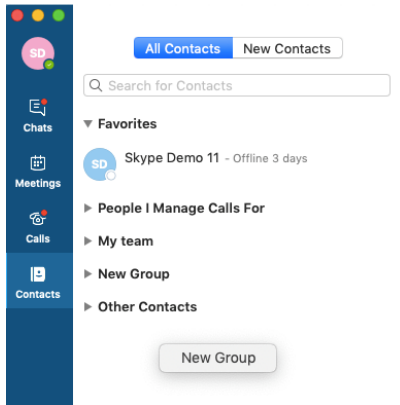 SD
Chats
Meetings
Calls
Contacts
All Contacts New Contacts
Search for Contacts
Favorites
SD Skype Demo 11 - Offline 3 days
People I Manage Calls For
My team
New Group
Other Contacts
New Group